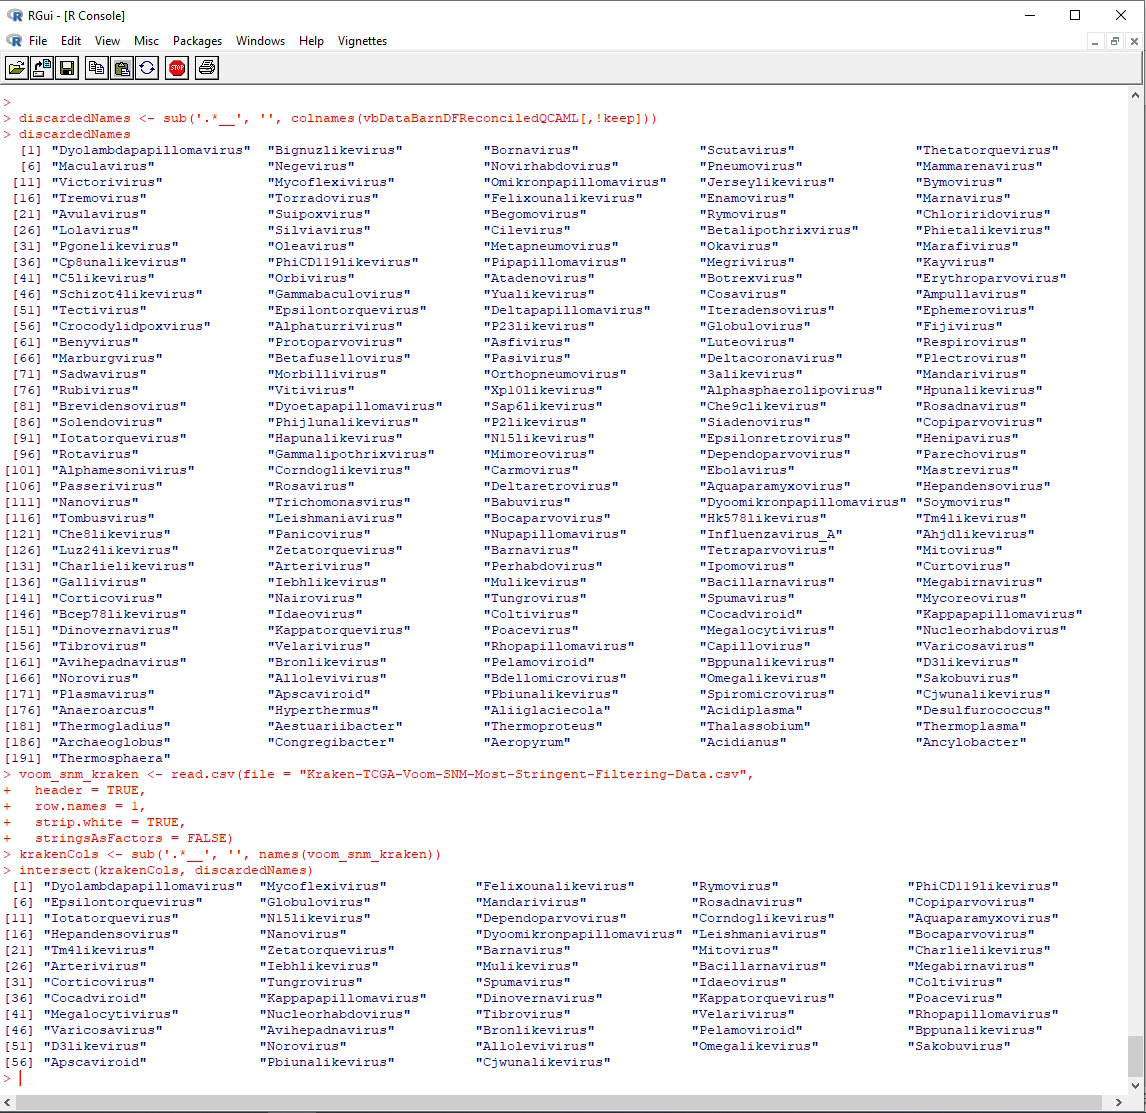 RGui - [R Console]
File Edit View Misc Packages Windows Help Vignettes
STOP
>
> discardedNames <- sub('.*__', '', colnames(vbDataBarnDFReconciledQCAML[,!keep]))
> discardedNames
[1] "Dyolambdapapillomavirus" "Bignuzlikevirus" "Bornavirus" "Scutavirus" "Thetatorquevirus"
[6] "Maculavirus" "Negevirus" "Novirhabdovirus" "Pneumovirus" "Mammarenavirus"
[11] "Victorivirus" "Mycoflexivirus" "Omikronpapillomavirus" "Jerseylikevirus" "Bymovirus"
[16] "Tremovirus" "Torradovirus" "Felixounalikevirus" "Enamovirus" "Marnavirus"
[21] "Avulavirus" "Suipoxvirus" "Begomovirus" "Rymovirus" "Chloriridovirus"
[26] "Lolavirus" "Silviavirus" "Cilevirus" "Betalipothrixvirus" "Phietalikevirus"
[31] "Pgonelikevirus" "Oleavirus" "Metapneumovirus" "Okavirus" "Marafivirus"
[36] "Cp8unalikevirus" "PhiCD119likevirus" "Pipapillomavirus" "Megrivirus" "Kayvirus"
[41] "C5likevirus" "Orbivirus" "Atadenovirus" "Botrexvirus" "Erythroparvovirus"
[46] "Schizot4likevirus" "Gammabaculovirus" "Yualikevirus" "Cosavirus" "Ampullavirus"
[51] "Tectivirus" "Epsilontorquevirus" "Deltapapillomavirus" "Iteradensovirus" "Ephemerovirus"
[56] "Crocodylidpoxvirus" "Alphaturrivirus" "P23likevirus" "Globulovirus" "Fijivirus"
[61] "Benyvirus" "Protoparvovirus" "Asfivirus" "Luteovirus" "Respirovirus"
[66] "Marburgvirus" "Betafusellovirus" "Pasivirus" "Deltacoronavirus" "Plectrovirus"
[71] "Sadwavirus" "Morbillivirus" "Orthopneumovirus" "3alikevirus" "Mandarivirus"
[76] "Rubivirus" "Vitivirus" "Xp10likevirus" "Alphasphaerolipovirus" "Hpunalikevirus"
[81] "Brevidensovirus" "Dyoetapapillomavirus" "Sap6likevirus" "Che9clikevirus" "Rosadnavirus"
[86] "Solendovirus" "Phijlunalikevirus" "P2likevirus" "Siadenovirus" "Copiparvovirus"
[91] "Iotatorquevirus" "Hapunalikevirus" "N15likevirus" "Epsilonretrovirus" "Henipavirus"
[96] "Rotavirus" "Gammalipothrixvirus" "Mimoreovirus" "Dependoparvovirus" "Parechovirus"
[101] "Alphamesonivirus" "Corndoglikevirus" "Carmovirus" "Ebolavirus" "Mastrevirus"
[106] "Passerivirus" "Rosavirus" "Deltaretrovirus" "Aquaparamyxovirus" "Hepandensovirus"
[111] "Nanovirus" "Trichomonasvirus" "Babuvirus" "Dyoomikronpapillomavirus" "Soymovirus"
[116] "Tombusvirus" "Leishmaniavirus" "Bocaparvovirus" "Hk578likevirus" "Tm4likevirus"
[121] "Che8likevirus" "Panicovirus" "Nupapillomavirus" "Influenzavirus_A" "Ahjdlikevirus"
[126] "Luz24likevirus" "Zetatorquevirus" "Barnavirus" "Tetraparvovirus" "Mitovirus"
[131] "Charlielikevirus" "Arterivirus" "Perhabdovirus" "Ipomovirus" "Curtovirus"
[136] "Gallivirus" "Iebhlikevirus" "Mulikevirus" "Bacillarnavirus" "Megabirnavirus"
[141] "Corticovirus" "Nairovirus" "Tungrovirus" "Spumavirus" "Mycoreovirus"
[146] "Bcep78likevirus" "Idaeovirus" "Coltivirus" "Cocadviroid" "Kappapapillomavirus"
[151] "Dinovernavirus" "Kappatorquevirus" "Poacevirus" "Megalocytivirus" "Nucleorhabdovirus"
[156] "Tibrovirus" "Velarivirus" "Rhopapillomavirus" "Capillovirus" "Varicosavirus"
[161] "Avihepadnavirus" "Bronlikevirus" "Pelamoviroid" "Bppunalikevirus" "D3likevirus"
[166] "Norovirus" "Allolevivirus" "Bdellomicrovirus" "Omegalikevirus" "Sakobuvirus"
[171] "Plasmavirus" "Apscaviroid" "Pbiunalikevirus" "Spiromicrovirus" "Cjwunalikevirus"
[176] "Anaeroarcus" "Hyperthermus" "Aliiglaciecola" "Acidiplasma" "Desulfurococcus"
[181] "Thermogladius" "Aestuariibacter" "Thermoproteus" "Thalassobium" "Thermoplasma"
[186] "Archaeoglobus" "Congregibacter" "Aeropyrum" "Acidianus" "Ancylobacter"
[191] "Thermosphaera"
> voom_snm_kraken <- read.csv(file = "Kraken-TCGA-Voom-SNM-Most-Stringent-Filtering-Data.csv",
+ header = TRUE,
+ row.names = 1,
+ strip.white = TRUE,
+ stringsAsFactors = FALSE)
> krakenCols <- sub('.*__', '', names(voom_snm_kraken))
> intersect(krakenCols, discardedNames)
[1] "Dyolambdapapillomavirus" "Mycoflexivirus" "Felixounalikevirus" "Rymovirus" "PhiCD119likevirus"
[6] "Epsilontorquevirus" "Globulovirus" "Mandarivirus" "Rosadnavirus" "Copiparvovirus"
[11] "Iotatorquevirus" "N15likevirus" "Dependoparvovirus" "Corndoglikevirus" "Aquaparamyxovirus"
[16] "Hepandensovirus" "Nanovirus" "Dyoomikronpapillomavirus" "Leishmaniavirus" "Bocaparvovirus"
[21] "Tm4likevirus" "Zetatorquevirus" "Barnavirus" "Mitovirus" "Charlielikevirus"
[26] "Arterivirus" "Iebhlikevirus" "Mulikevirus" "Bacillarnavirus" "Megabirnavirus"
[31] "Corticovirus" "Tungrovirus" "Spumavirus" "Idaeovirus" "Coltivirus"
[36] "Cocadviroid" "Kappapapillomavirus" "Dinovernavirus" "Kappatorquevirus" "Poacevirus"
[41] "Megalocytivirus" "Nucleorhabdovirus" "Tibrovirus" "Velarivirus" "Rhopapillomavirus"
[46] "Varicosavirus" "Avihepadnavirus" "Bronlikevirus" "Pelamoviroid" "Bppunalikevirus"
[51] "D3likevirus" "Norovirus" "Allolevivirus" "Omegalikevirus" "Sakobuvirus"
[56] "Apscaviroid" "Pbiunalikevirus" "Cjwunalikevirus"
>